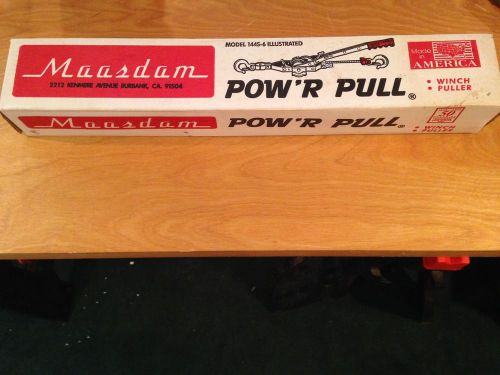 Maasdam
2212 KENMERE AVENUE BURBANK, CA. 91504
MODEL 144S-6 ILLUSTRATED
POW'R PULL®
Made in
AMERICA
• WINCH
• PULLER
Maasdam
POW'R PULL®
• WINCH